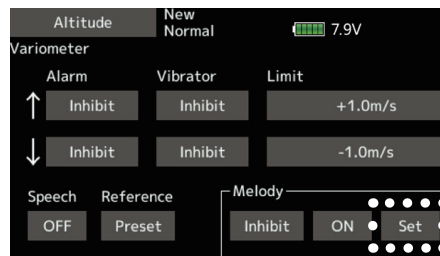 Altitude New
Normal 7.9V
Variometer
Alarm Vibrator Limit
↑ Inhibit Inhibit +1.0m/s
↓ Inhibit Inhibit -1.0m/s
Speech Reference Melody
OFF Preset Inhibit ON Set